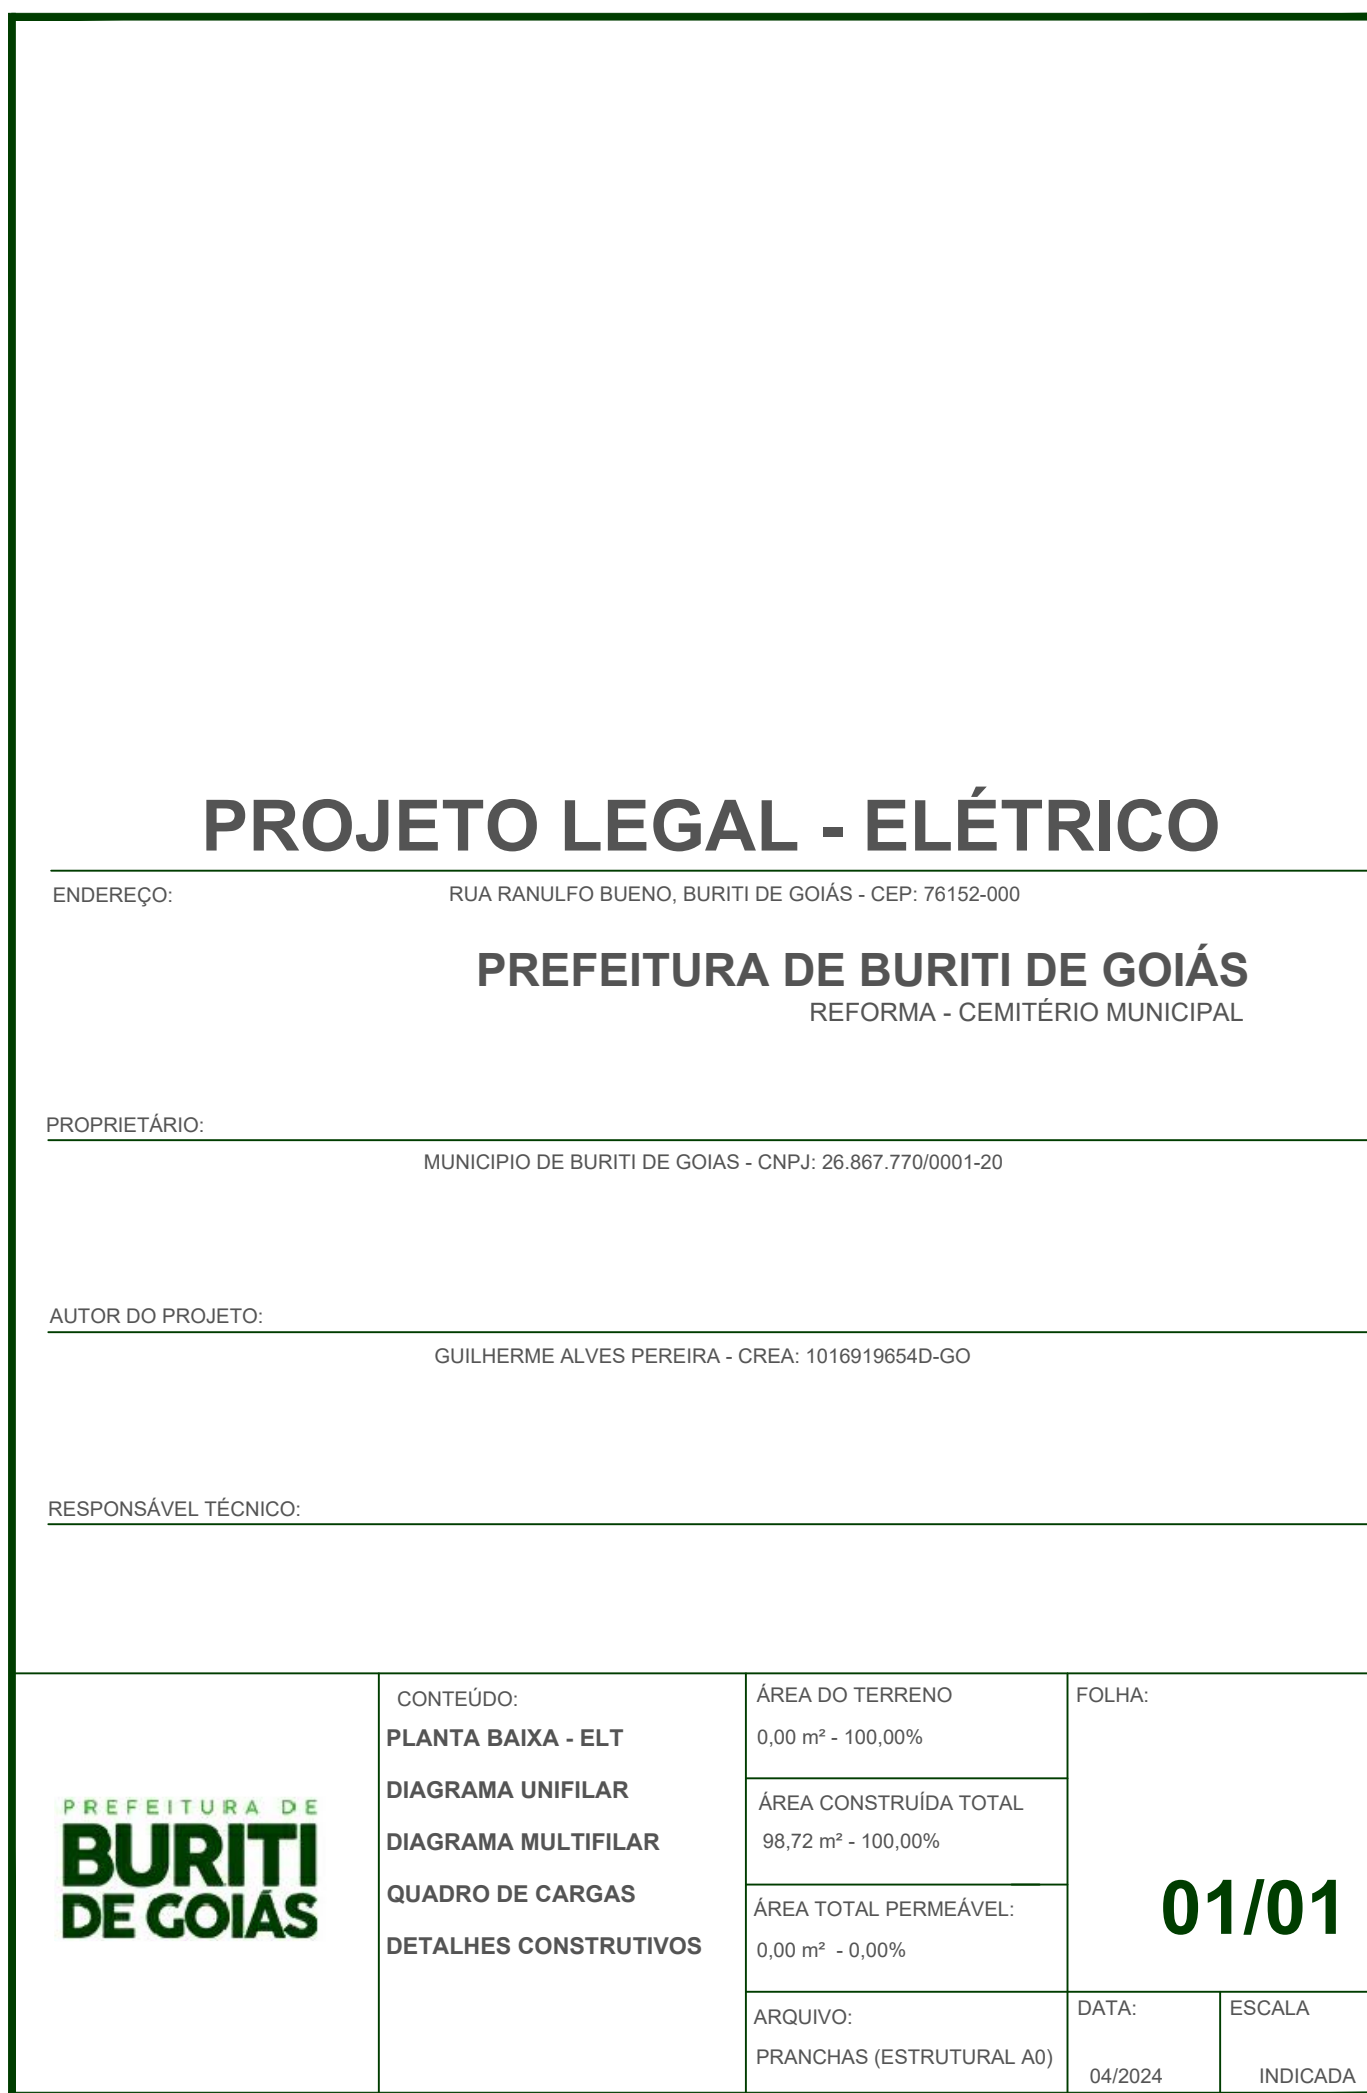 PROJETO LEGAL - ELÉTRICO
ENDEREÇO:
RUA RANULFO BUENO, BURITI DE GOIÁS - CEP: 76152-000
PREFEITURA DE BURITI DE GOIÁS
REFORMA - CEMITÉRIO MUNICIPAL
PROPRIETÁRIO:
MUNICIPIO DE BURITI DE GOIAS - CNPJ: 26.867.770/0001-20
AUTOR DO PROJETO:
GUILHERME ALVES PEREIRA - CREA: 1016919654D-GO
RESPONSÁVEL TÉCNICO:
PREFEITURA DE
BURITI
DE GOIÁS
CONTEÚDO:
PLANTA BAIXA - ELT
DIAGRAMA UNIFILAR
DIAGRAMA MULTIFILAR
QUADRO DE CARGAS
DETALHES CONSTRUTIVOS
ÁREA DO TERRENO
0,00 m² - 100,00%
ÁREA CONSTRUÍDA TOTAL
98,72 m² - 100,00%
ÁREA TOTAL PERMEÁVEL:
0,00 m² - 0,00%
ARQUIVO:
PRANCHAS (ESTRUTURAL A0)
FOLHA:
01/01
DATA:
04/2024
ESCALA
INDICADA